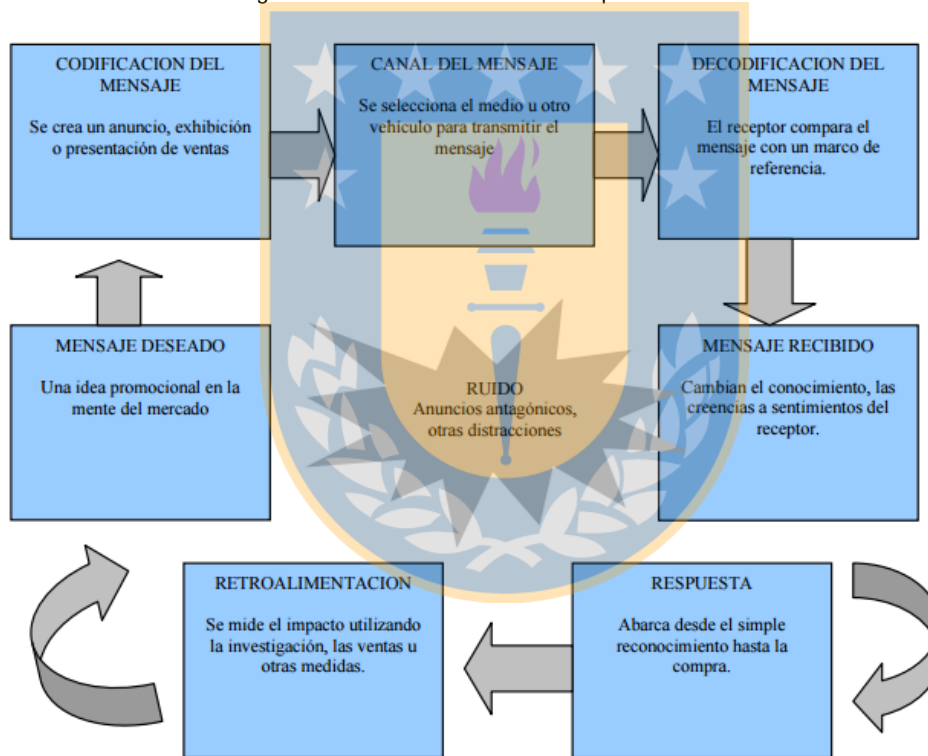 CODIFICACION DEL
MENSAJE
Se crea un anuncio, exhibición
o presentación de ventas
CANAL DEL MENSAJE
Se selecciona el medio u otro
vehículo para transmitir el
mensaje
DECODIFICACION DEL
MENSAJE
El receptor compara el
mensaje con un marco de
referencia.
MENSAJE DESEADO
Una idea promocional en la
mente del mercado
RUIDO
Anuncios antagónicos,
otras distracciones
MENSAJE RECIBIDO
Cambian el conocimiento, las
creencias a sentimientos del
receptor.
RETROALIMENTACION
Se mide el impacto utilizando
la investigación, las ventas u
otras medidas.
RESPUESTA
Abarca desde el simple
reconocimiento hasta la
compra.